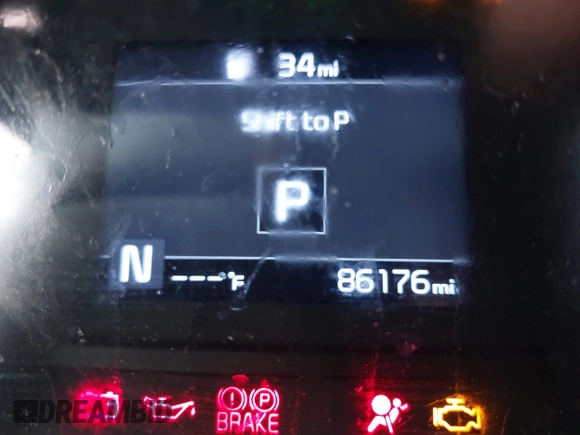 34mi
Shift to P
P
N ---°F 86176mi
(!) (P)
BRAKE
DREAMBID